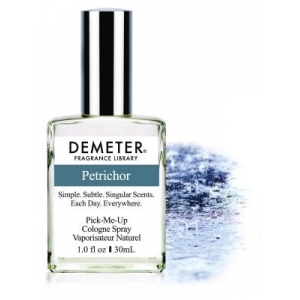 DEMETER®
FRAGRANCE LIBRARY
Petrichor
Simple. Subtle. Singular Scents.
Each Day. Everywhere.
Pick-Me-Up
Cologne Spray
Vaporisateur Naturel
1.0 fl oz | 30mL